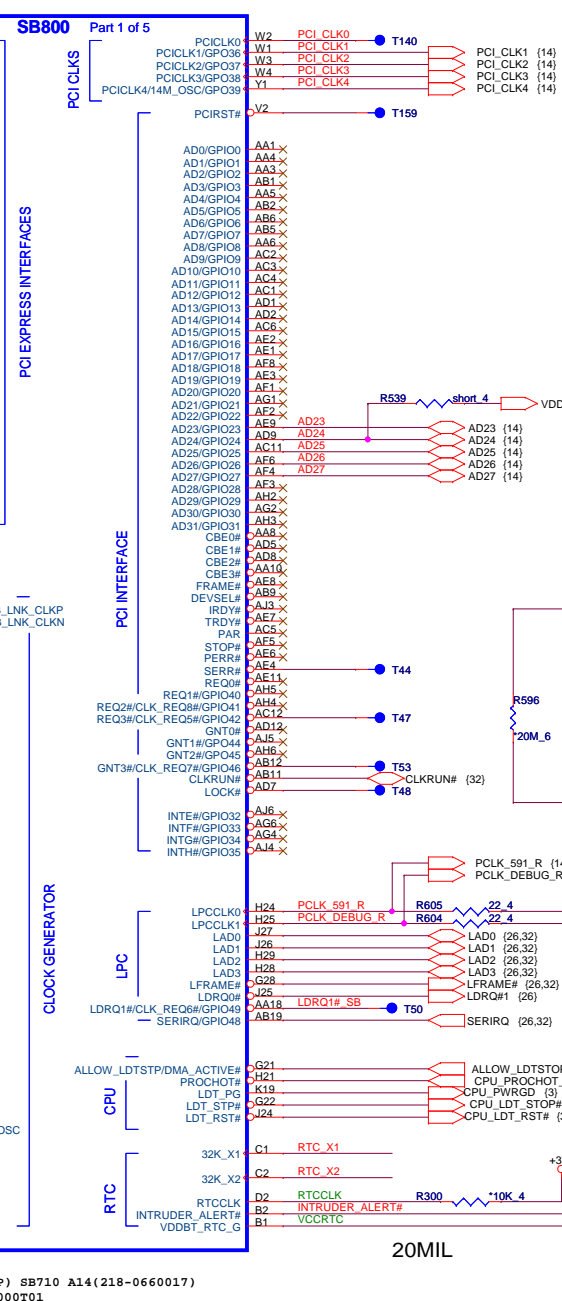 SB800 Part 1 of 5
PCI CLKS
PCICLK0 W2 PCI_CLK0 T140
PCICLK1/GPO36 W1 PCI_CLK1 PCI_CLK1 {14}
PCICLK2/GPO37 W3 PCI_CLK2 PCI_CLK2 {14}
PCICLK3/GPO38 W4 PCI_CLK3 PCI_CLK3 {14}
PCICLK4/14M_OSC/GPO39 Y1 PCI_CLK4 PCI_CLK4 {14}
PCIRST# V2 T159
PCI EXPRESS INTERFACES
PCI INTERFACE
AD0/GPIO0 AA1
AD1/GPIO1 AA4
AD2/GPIO2 AA3
AD3/GPIO3 AB1
AD4/GPIO4 AA5
AD5/GPIO5 AB2
AD6/GPIO6 AB6
AD7/GPIO7 AB5
AD8/GPIO8 AA6
AD9/GPIO9 AC2
AD10/GPIO10 AC3
AD11/GPIO11 AC4
AD12/GPIO12 AC1
AD13/GPIO13 AD1
AD14/GPIO14 AD2
AD15/GPIO15 AC6
AD16/GPIO16 AE2
AD17/GPIO17 AE1
AD18/GPIO18 AF8
AD19/GPIO19 AE3
AD20/GPIO20 AF1
AD21/GPIO21 AG1
R539 short_4 VDD
AD22/GPIO22 AF2
AD23/GPIO23 AE9 AD23 AD23 {14}
AD24/GPIO24 AD9 AD24 AD24 {14}
AD25/GPIO25 AC11 AD25 AD25 {14}
AD26/GPIO26 AF6 AD26 AD26 {14}
AD27/GPIO27 AF4 AD27 AD27 {14}
AD28/GPIO28 AF3
AD29/GPIO29 AH2
AD30/GPIO30 AG2
AD31/GPIO31 AH3
CBE0# AA8
CBE1# AD5
CBE2# AD8
CBE3# AA10
FRAME# AE8
DEVSEL# AB9
IRDY# AJ3
_LNK_CLKP
TRDY# AE7
_LNK_CLKN
PAR AC5
STOP# AF5
PERR# AE6
SERR# AE4 T44
REQ0# AE11
REQ1#/GPIO40 AH5
REQ2#/CLK_REQ8#/GPIO41 AH4
R596
REQ3#/CLK_REQ5#/GPIO42 AC12 T47
GNT0# AD12
GNT1#/GPO44 AJ5
*20M_6
GNT2#/GPO45 AH6
GNT3#/CLK_REQ7#/GPIO46 AB12 T53
CLKRUN# AB11 CLKRUN# {32}
LOCK# AD7 T48
INTE#/GPIO32 AJ6
INTF#/GPIO33 AG6
INTG#/GPIO34 AG4
INTH#/GPIO35 AJ4
PCLK_591_R {14
PCLK_DEBUG_R
CLOCK GENERATOR
LPC
LPCCLK0 H24 PCLK_591_R R605 22_4
LPCCLK1 H25 PCLK_DEBUG_R R604 22_4
LAD0 J27 LAD0 {26,32}
LAD1 J26 LAD1 {26,32}
LAD2 H29 LAD2 {26,32}
LAD3 H28 LAD3 {26,32}
LFRAME# G28 LFRAME# {26,32}
LDRQ0# J25 LDRQ#1 {26}
LDRQ1#/CLK_REQ6#/GPIO49 AA18 LDRQ1#_SB T50
SERIRQ/GPIO48 AB19 SERIRQ {26,32}
CPU
ALLOW_LDTSTP/DMA_ACTIVE# G21 ALLOW_LDTSTOP
PROCHOT# H21 CPU_PROCHOT_
LDT_PG K19 CPU_PWRGD {3}
LDT_STP# G22 CPU_LDT_STOP#
LDT_RST# J24 CPU_LDT_RST# {3
OSC
RTC
32K_X1 C1 RTC_X1
+3
32K_X2 C2 RTC_X2
RTCCLK D2 RTCCLK R300 *10K_4
INTRUDER_ALERT# B2 INTRUDER_ALERT#
VDDBT_RTC_G B1 VCCRTC
20MIL
P) SB710 A14(218-0660017)
000T01